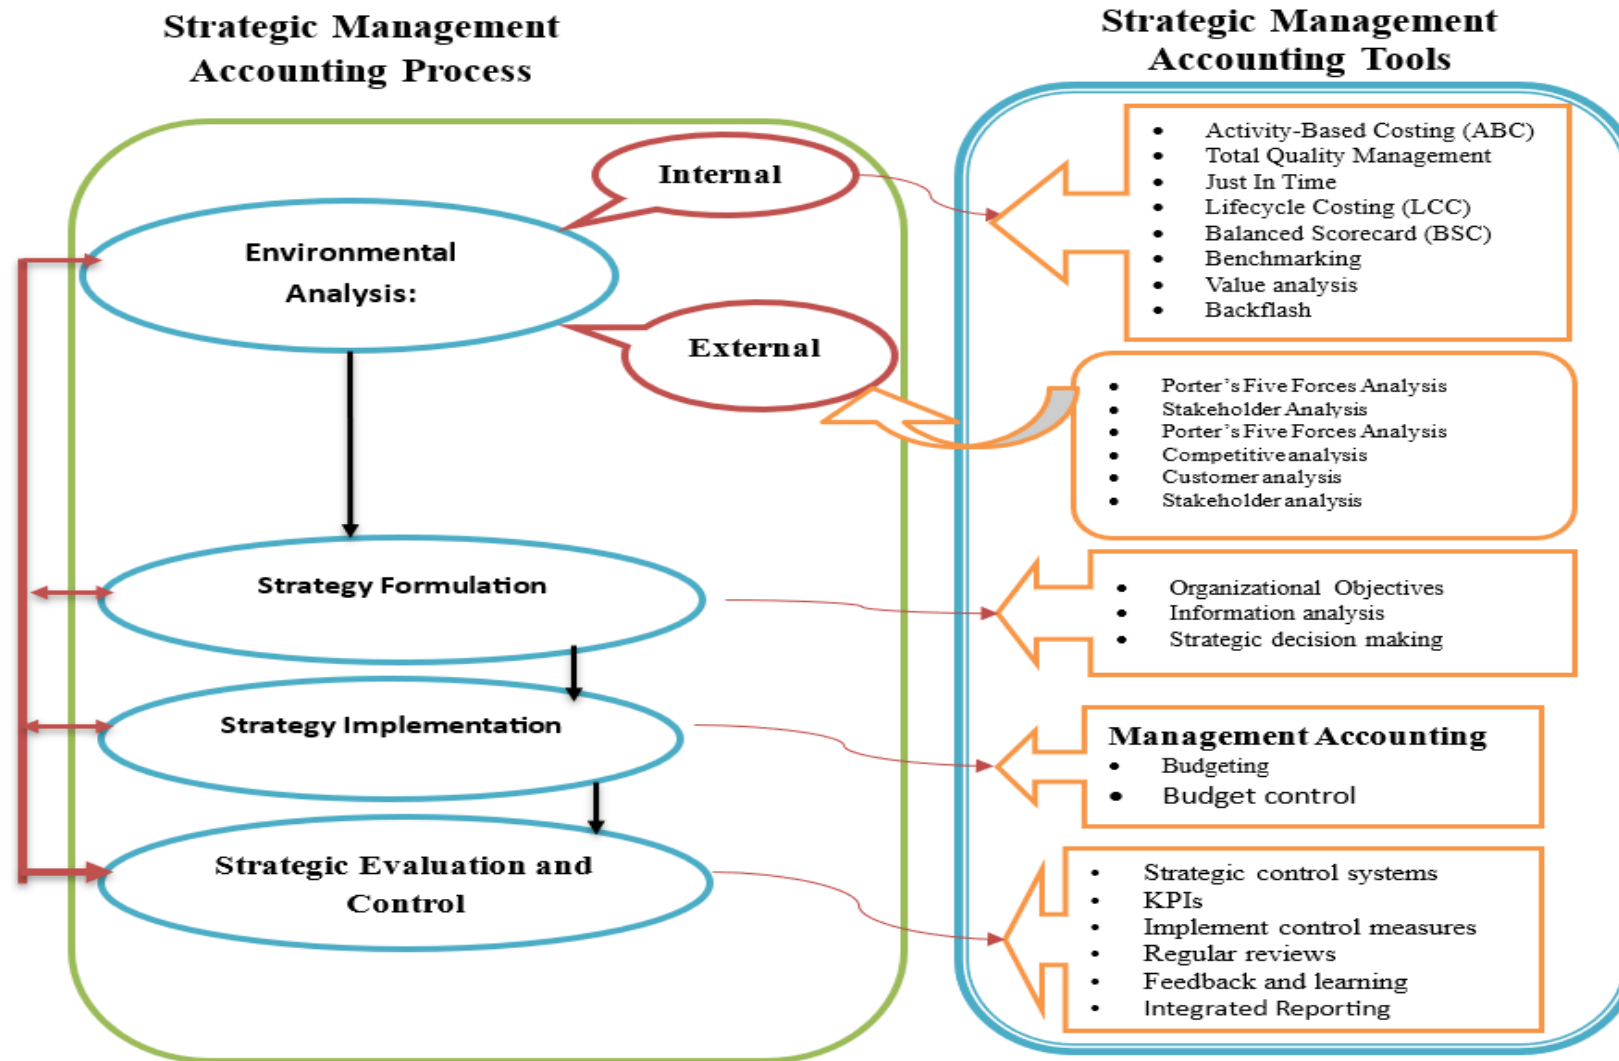 Strategic Management
Accounting Process
Strategic Management
Accounting Tools
Internal
Environmental
Analysis:
External
Strategy Formulation
Strategy Implementation
Strategic Evaluation and
Control
• Activity-Based Costing (ABC)
• Total Quality Management
• Just In Time
• Lifecycle Costing (LCC)
• Balanced Scorecard (BSC)
• Benchmarking
• Value analysis
• Backflash
• Porter’s Five Forces Analysis
• Stakeholder Analysis
• Porter’s Five Forces Analysis
• Competitive analysis
• Customer analysis
• Stakeholder analysis
• Organizational Objectives
• Information analysis
• Strategic decision making
Management Accounting
• Budgeting
• Budget control
• Strategic control systems
• KPIs
• Implement control measures
• Regular reviews
• Feedback and learning
• Integrated Reporting